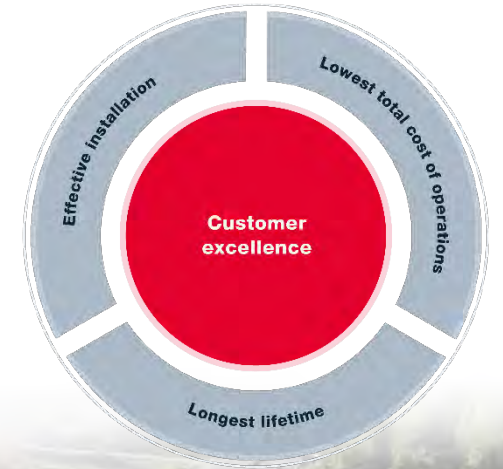 Effective installation
Lowest total cost of operations
Customer
excellence
Longest lifetime